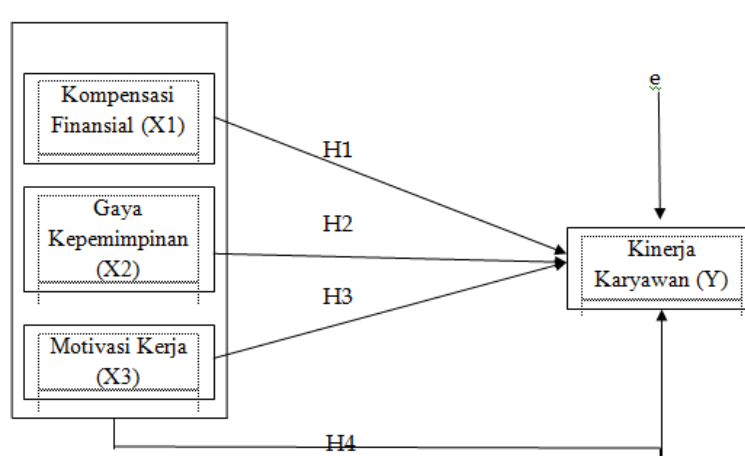 Kompensasi
Finansial (X1)
Gaya
Kepemimpinan
(X2)
Motivasi Kerja
(X3)
H1
H2
H3
H4
e
Kinerja
Karyawan (Y)